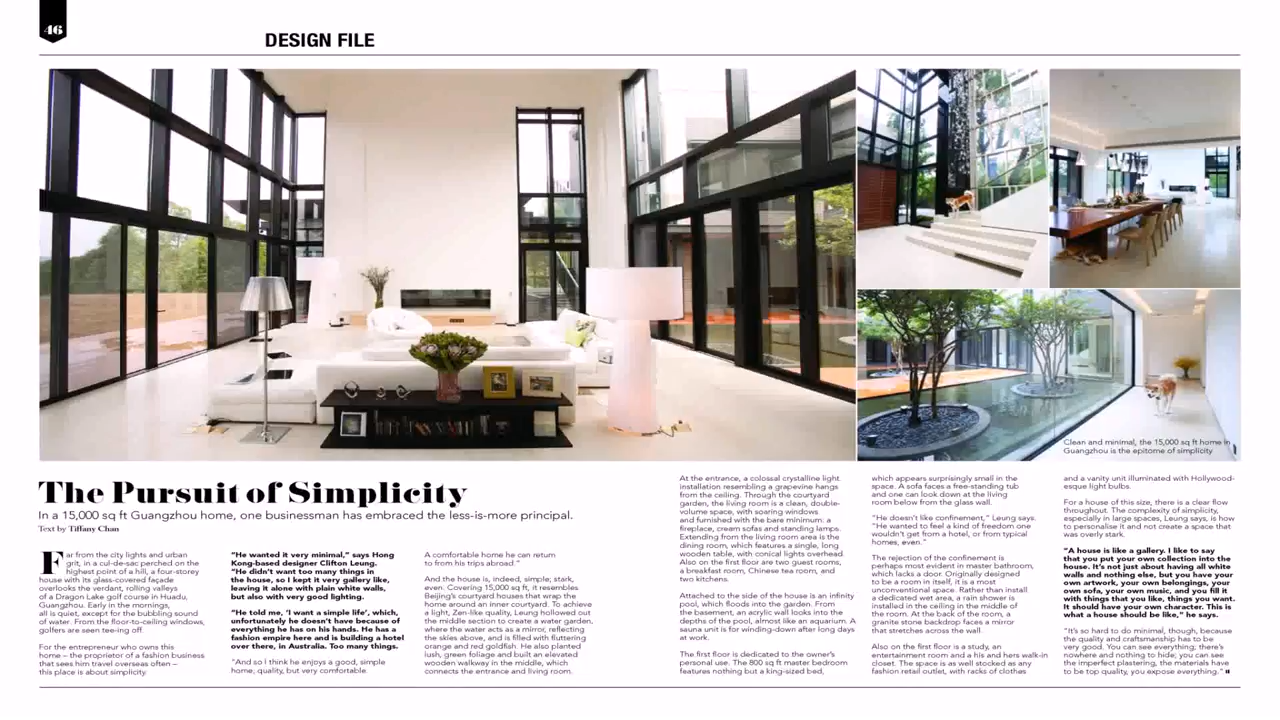 46
DESIGN FILE
Clean and minimal, the 15,000 sq ft home in
Guangzhou is the epitome of simplicity
The Pursuit of Simplicity
In a 15,000 sq ft Guangzhou home, one businessman has embraced the less-is-more principal.
Text by Tiffany Chan
Far from the city lights and urban
grit, in a cul-de-sac perched on the
highest point of a hill, a four-storey
house with its glass-covered façade
overlooks the verdant, rolling valleys
of a Dragon Lake golf course in Huadu,
Guangzhou. Early in the mornings,
all is quiet, except for the bubbling sound
of water. From the floor-to-ceiling windows,
golfers are seen tee-ing off.
For the entrepreneur who owns this
home – the proprietor of a fashion business
that sees him travel overseas often –
this place is about simplicity.
"He wanted it very minimal," says Hong
Kong-based designer Clifton Leung.
"He didn't want too many things in
the house, so I kept it very gallery like,
leaving it alone with plain white walls,
but also with very good lighting.
"He told me, 'I want a simple life', which,
unfortunately he doesn't have because of
everything he has on his hands. He has a
fashion empire here and is building a hotel
over there, in Australia. Too many things.
"And so I think he enjoys a good, simple
home, quality, but very comfortable.
A comfortable home he can return
to from his trips abroad."
And the house is, indeed, simple; stark,
even. Covering 15,000 sq ft, it resembles
Beijing's courtyard houses that wrap the
home around an inner courtyard. To achieve
a light, Zen-like quality, Leung hollowed out
the middle section to create a water garden,
where the water acts as a mirror, reflecting
the skies above, and is filled with fluttering
orange and red goldfish. He also planted
lush, green foliage and built an elevated
wooden walkway in the middle, which
connects the entrance and living room.
At the entrance, a colossal crystalline light
installation resembling a grapevine hangs
from the ceiling. Through the courtyard
garden, the living room is a clean, double-
volume space, with soaring windows
and furnished with the bare minimum: a
fireplace, cream sofas and standing lamps.
Extending from the living room area is the
dining room, which features a single, long
wooden table, with conical lights overhead.
Also on the first floor are two guest rooms,
a breakfast room, Chinese tea room, and
two kitchens.
Attached to the side of the house is an infinity
pool, which floods into the garden. From
the basement, an acrylic wall looks into the
depths of the pool, almost like an aquarium. A
sauna unit is for winding-down after long days
at work.
The first floor is dedicated to the owner's
personal use. The 800 sq ft master bedroom
features nothing but a king-sized bed,
which appears surprisingly small in the
space. A sofa faces a free-standing tub
and one can look down at the living
room below from the glass wall.
"He doesn't like confinement," Leung says.
"He wanted to feel a kind of freedom one
wouldn't get from a hotel, or from typical
homes, even."
The rejection of the confinement is
perhaps most evident in master bathroom,
which lacks a door. Originally designed
to be a room in itself, it is a most
unconventional space. Rather than install
a dedicated wet area, a rain shower is
installed in the ceiling in the middle of
the room. At the back of the room, a
granite stone backdrop faces a mirror
that stretches across the wall.
Also on the first floor is a study, an
entertainment room and a his and hers walk-in
closet. The space is as well stocked as any
fashion retail outlet, with racks of clothes
and a vanity unit illuminated with Hollywood-
esque light bulbs.
For a house of this size, there is a clear flow
throughout. The complexity of simplicity,
especially in large spaces, Leung says, is how
to personalise it and not create a space that
was overly stark.
"A house is like a gallery. I like to say
that you put your own collection into the
house. It's not just about having all white
walls and nothing else, but you have your
own artwork, your own belongings, your
own sofa, your own music, and you fill it
with things that you like, things you want.
It should have your own character. This is
what a house should be like," he says.
"It's so hard to do minimal, though, because
the quality and craftsmanship has to be
very good. You can see everything; there's
nowhere and nothing to hide; you can see
the imperfect plastering, the materials have
to be top quality, you expose everything."